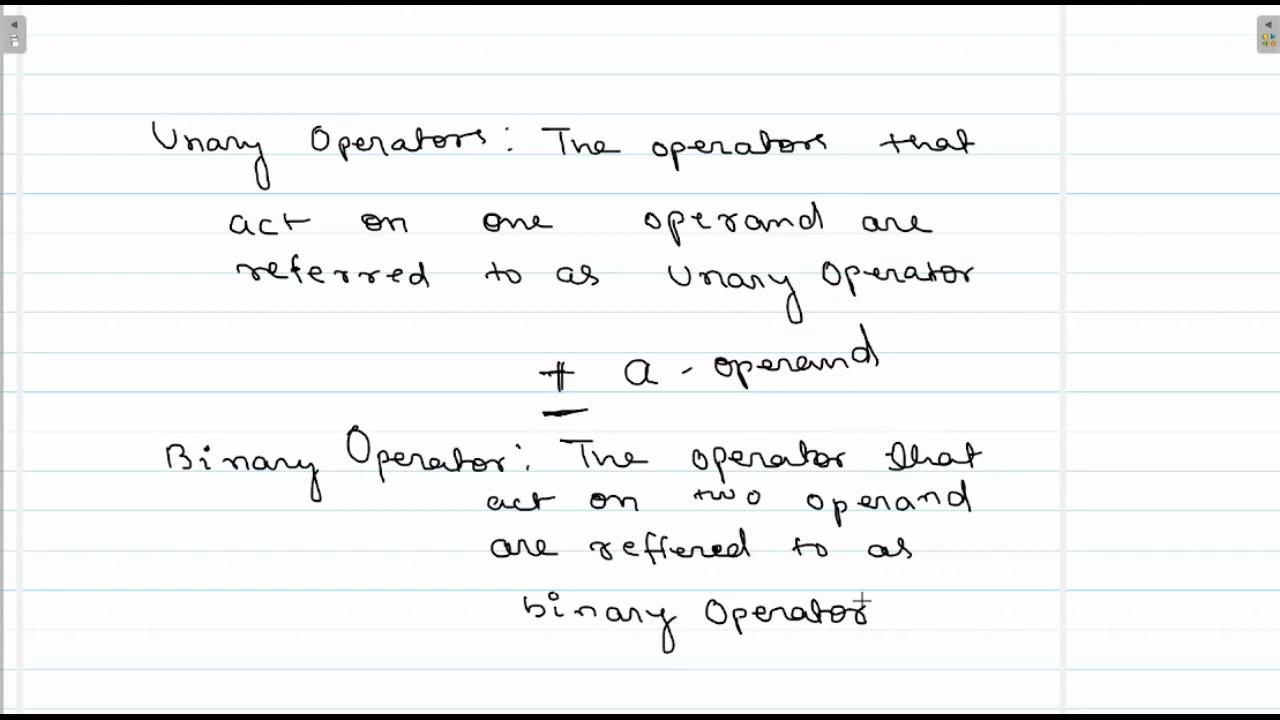 Unary Operators: The operators that
act on one operand are
referred to as Unary Operator
+ a - operand
Binary Operator: The operator that
act on two operand
are reffered to as
binary Operator